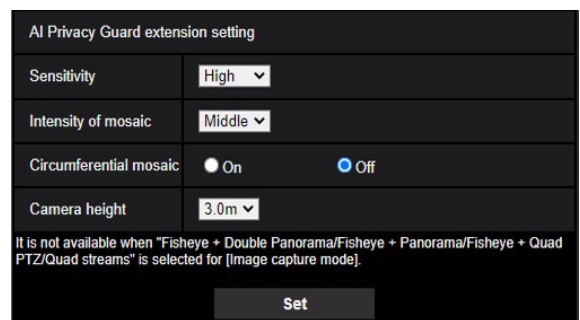 AI Privacy Guard extension setting
Sensitivity High
Intensity of mosaic Middle
Circumferential mosaic On Off
Camera height 3.0m
It is not available when "Fisheye + Double Panorama/Fisheye + Panorama/Fisheye + Quad
PTZ/Quad streams" is selected for [Image capture mode].
Set